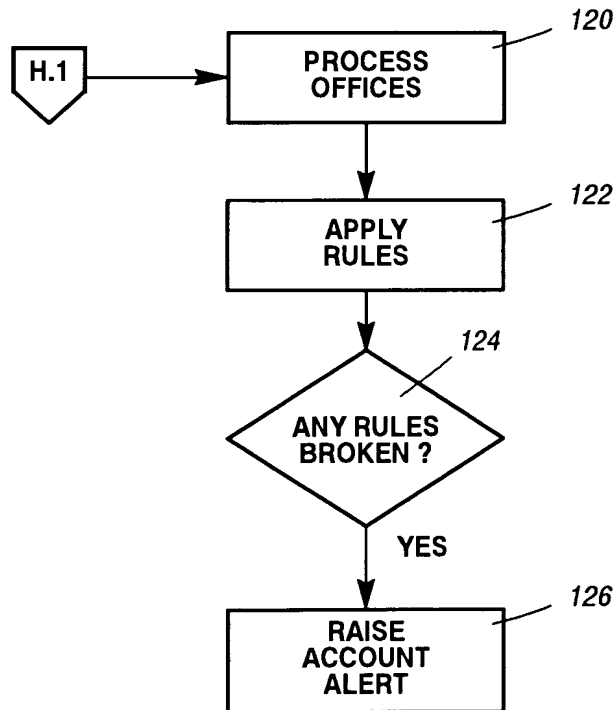 H.1
PROCESS
OFFICES
120
APPLY
RULES
122
124
ANY RULES
BROKEN ?
YES
RAISE
ACCOUNT
ALERT
126